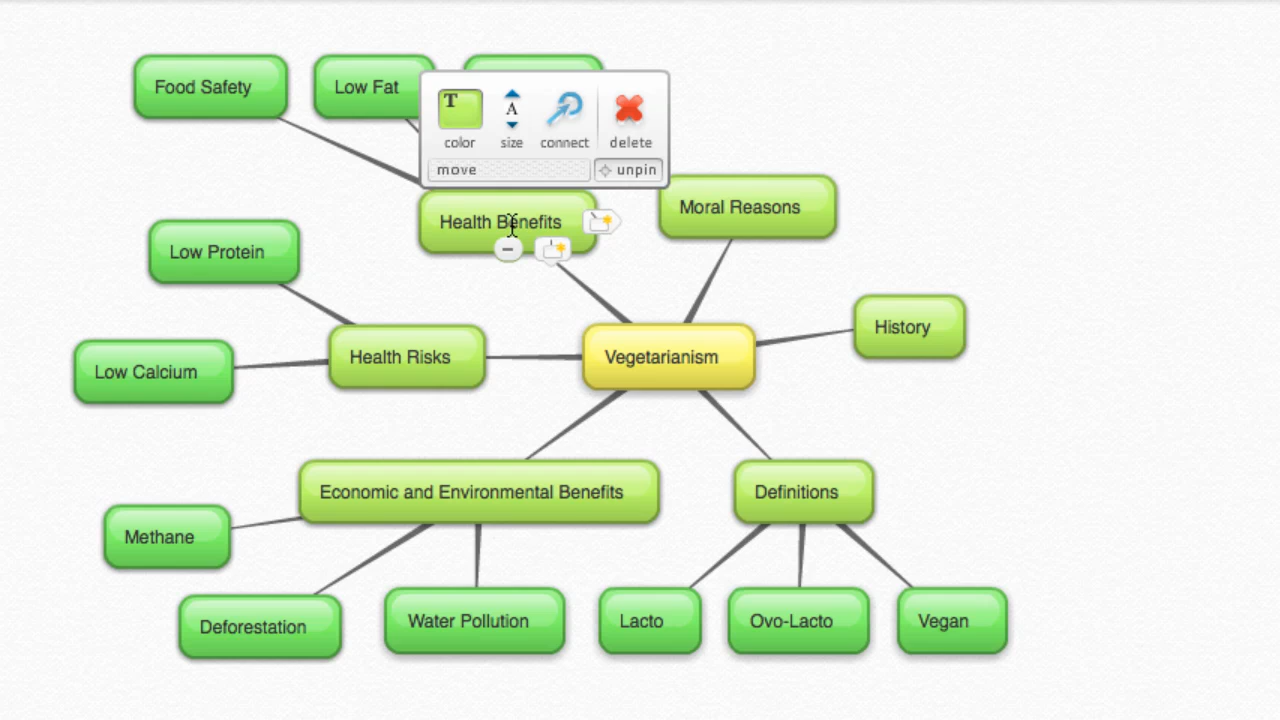 Food Safety
Low Fat
T
A
color
size
connect
delete
move
unpin
Health Benefits
Moral Reasons
Low Protein
History
Health Risks
Vegetarianism
Low Calcium
Economic and Environmental Benefits
Definitions
Methane
Deforestation
Water Pollution
Lacto
Ovo-Lacto
Vegan